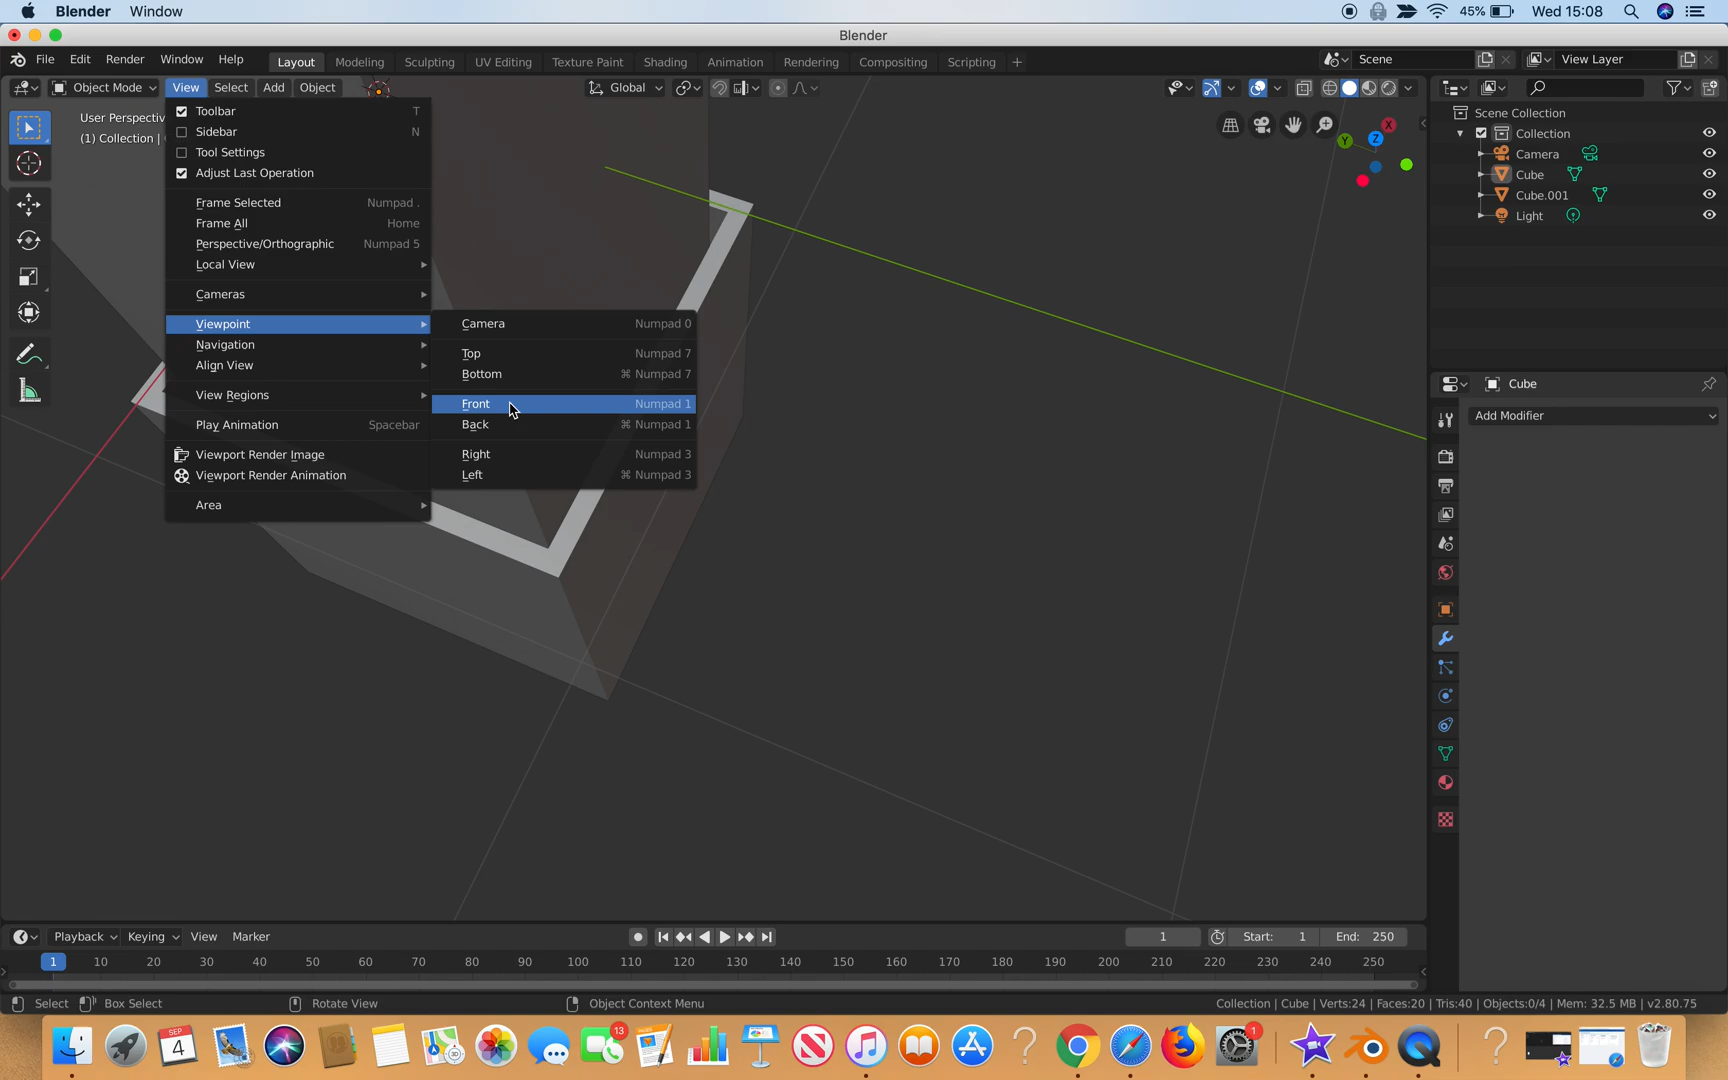 Blender Window 45% Wed 15:08
Blender
File Edit Render Window Help Layout Modeling Sculpting UV Editing Texture Paint Shading Animation Rendering Compositing Scripting + Scene View Layer
Object Mode View Select Add Object Global
User Perspectiv
(1) Collection |
Toolbar T
Sidebar N
Tool Settings
Adjust Last Operation
Frame Selected Numpad .
Frame All Home
Perspective/Orthographic Numpad 5
Local View
Cameras
Viewpoint
Navigation
Align View
View Regions
Play Animation Spacebar
Viewport Render Image
Viewport Render Animation
Area
Camera Numpad 0
Top Numpad 7
Bottom ⌘ Numpad 7
Front Numpad 1
Back ⌘ Numpad 1
Right Numpad 3
Left ⌘ Numpad 3
X
Y
Z
Scene Collection
Collection
Camera
Cube
Cube.001
Light
Cube
Add Modifier
Playback Keying View Marker 1 Start: 1 End: 250
1 10 20 30 40 50 60 70 80 90 100 110 120 130 140 150 160 170 180 190 200 210 220 230 240 250
Select Box Select Rotate View Object Context Menu Collection | Cube | Verts:24 | Faces:20 | Tris:40 | Objects:0/4 | Mem: 32.5 MB | v2.80.75
SEP
4
3D
13
1